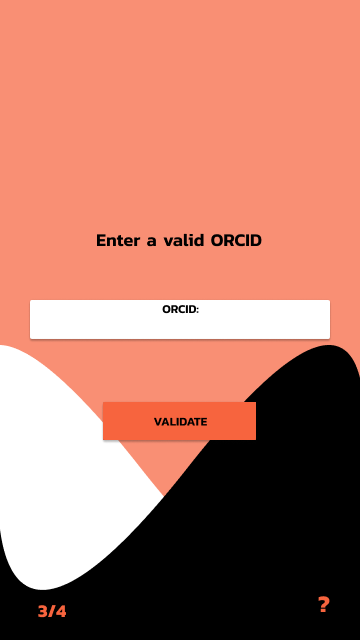 Enter a valid ORCID
ORCID:
VALIDATE
3/4
?